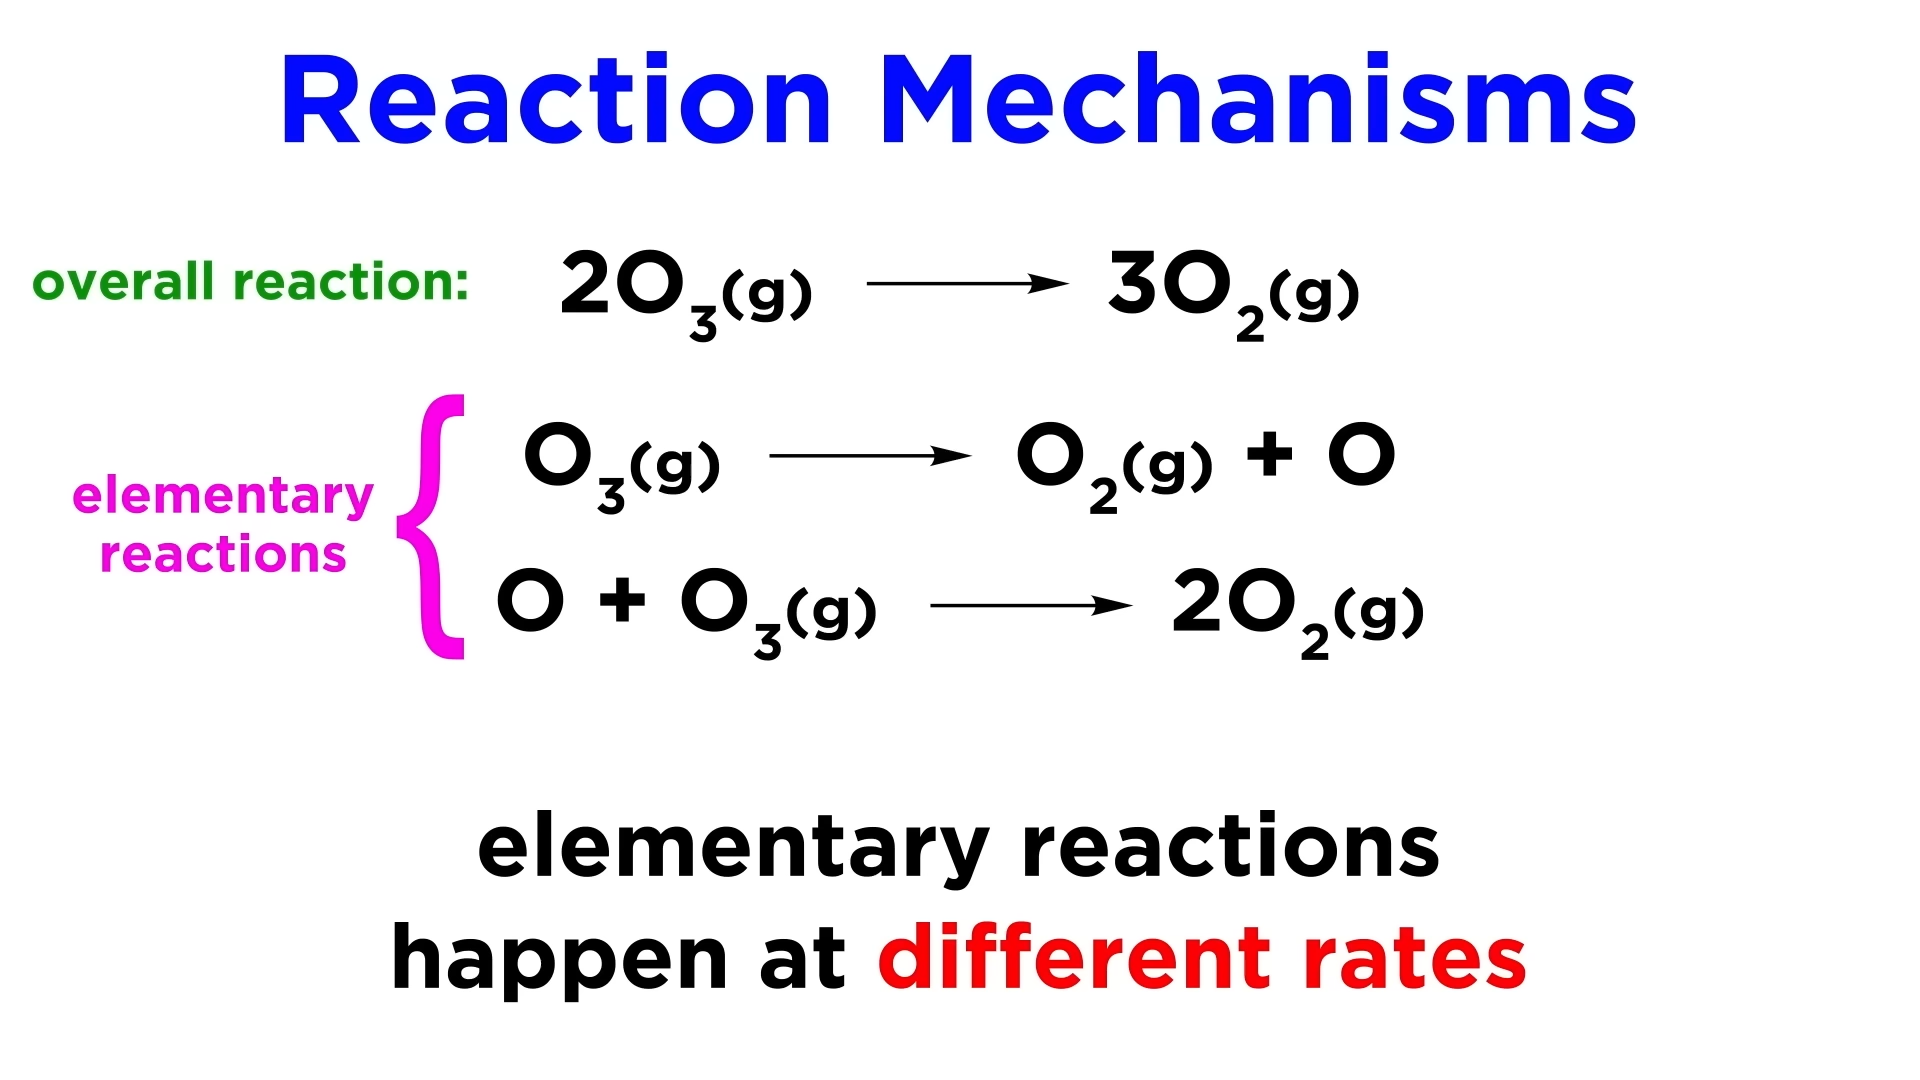 Reaction Mechanisms
overall reaction: 2O₃(g) ⟶ 3O₂(g)
O₃(g) ⟶ O₂(g) + O
elementary
reactions
O + O₃(g) ⟶ 2O₂(g)
elementary reactions
happen at different rates